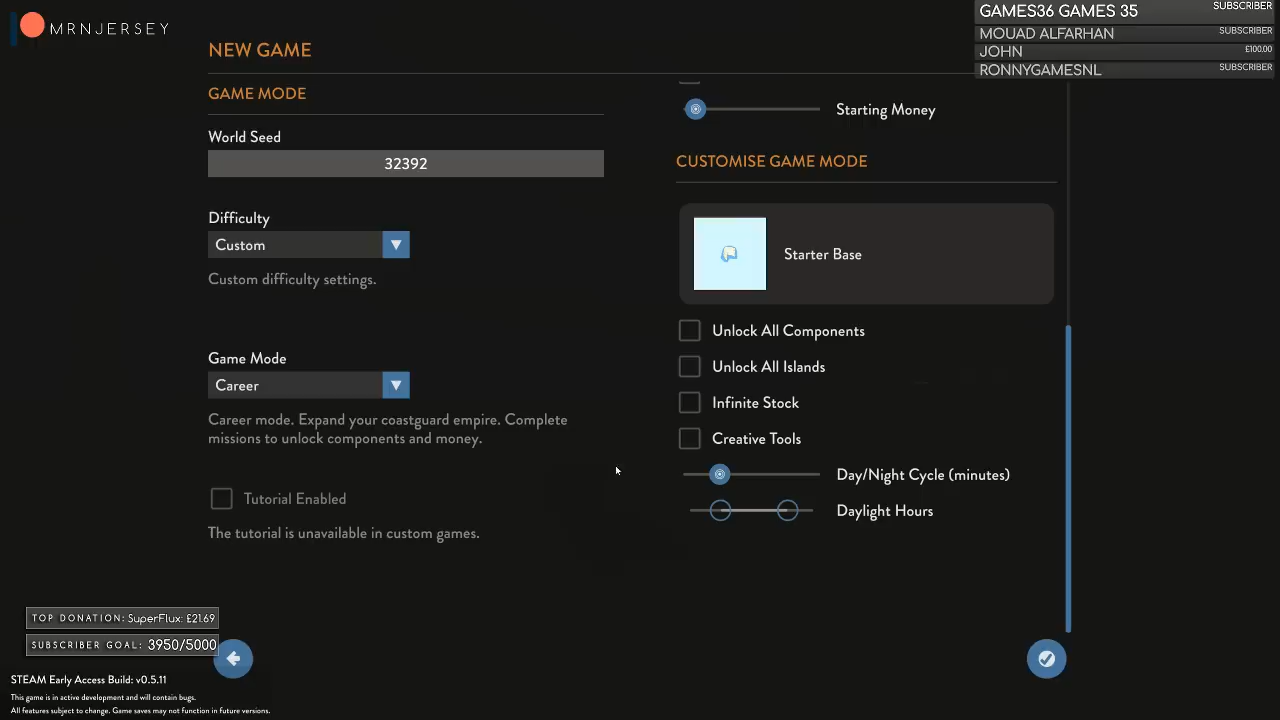 MRNJERSEY
GAMES36 GAMES 35 SUBSCRIBER
MOUAD ALFARHAN SUBSCRIBER
JOHN £100.00
RONNYGAMESNL SUBSCRIBER
NEW GAME
GAME MODE
World Seed
32392
Difficulty
Custom
Custom difficulty settings.
Game Mode
Career
Career mode. Expand your coastguard empire. Complete
missions to unlock components and money.
Tutorial Enabled
The tutorial is unavailable in custom games.
Starting Money
CUSTOMISE GAME MODE
Starter Base
Unlock All Components
Unlock All Islands
Infinite Stock
Creative Tools
Day/Night Cycle (minutes)
Daylight Hours
TOP DONATION: SuperFlux: £21.69
SUBSCRIBER GOAL: 3950/5000
STEAM Early Access Build: v0.5.11
This game is in active development and will contain bugs.
All features subject to change. Game saves may not function in future versions.